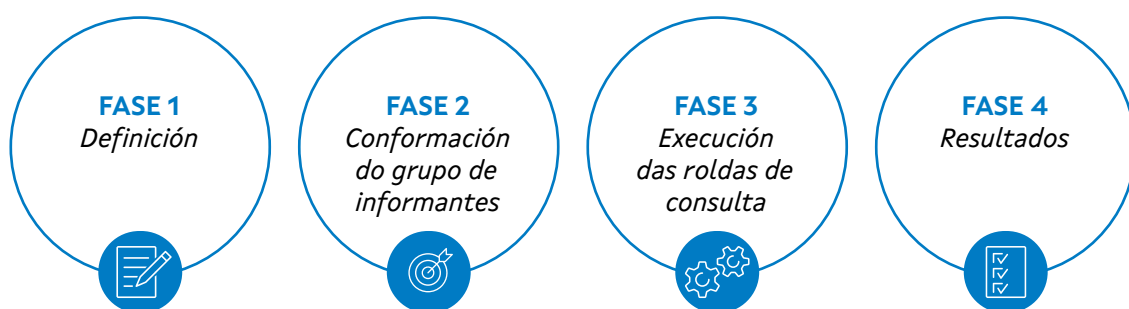 FASE 1
Definición
FASE 2
Conformación
do grupo de
informantes
FASE 3
Execución
das roldas de
consulta
FASE 4
Resultados